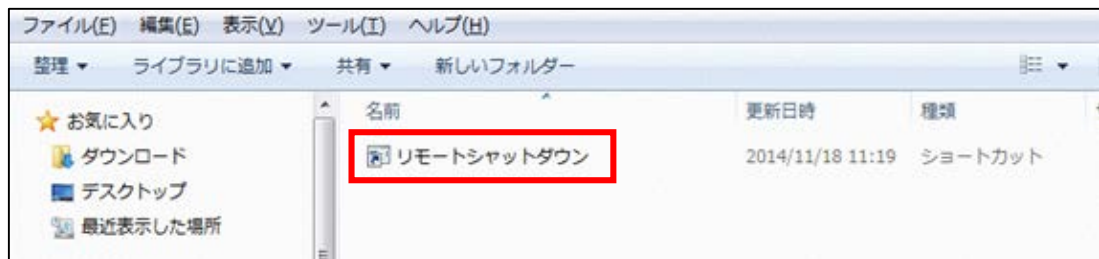 ファイル(F) 編集(E) 表示(V) ツール(T) ヘルプ(H)
整理 ライブラリに追加 共有 新しいフォルダー
お気に入り
ダウンロード
デスクトップ
最近表示した場所
名前 更新日時 種類
リモートシャットダウン 2014/11/18 11:19 ショートカット